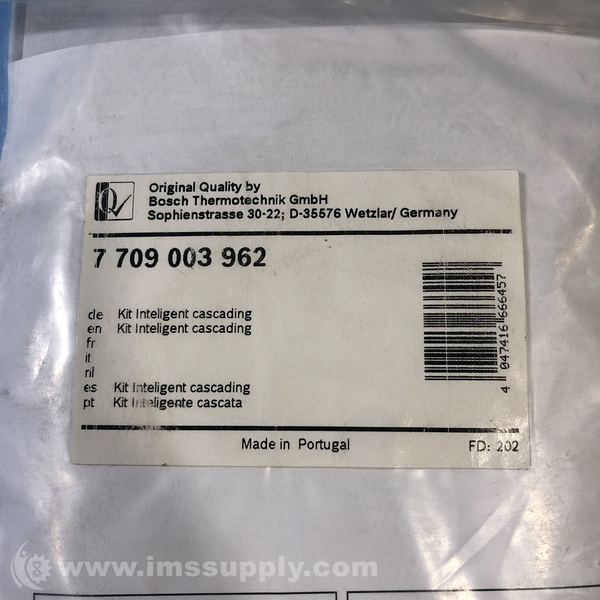 Original Quality by
Bosch Thermotechnik GmbH
Sophienstrasse 30-22; D-35576 Wetzlar/ Germany
7 709 003 962
de Kit Inteligent cascading
en Kit Inteligent cascading
fr
it
nl
es Kit Inteligent cascading
pt Kit Inteligente cascata
4 047416 666457
Made in Portugal
FD: 202
www.imssupply.com